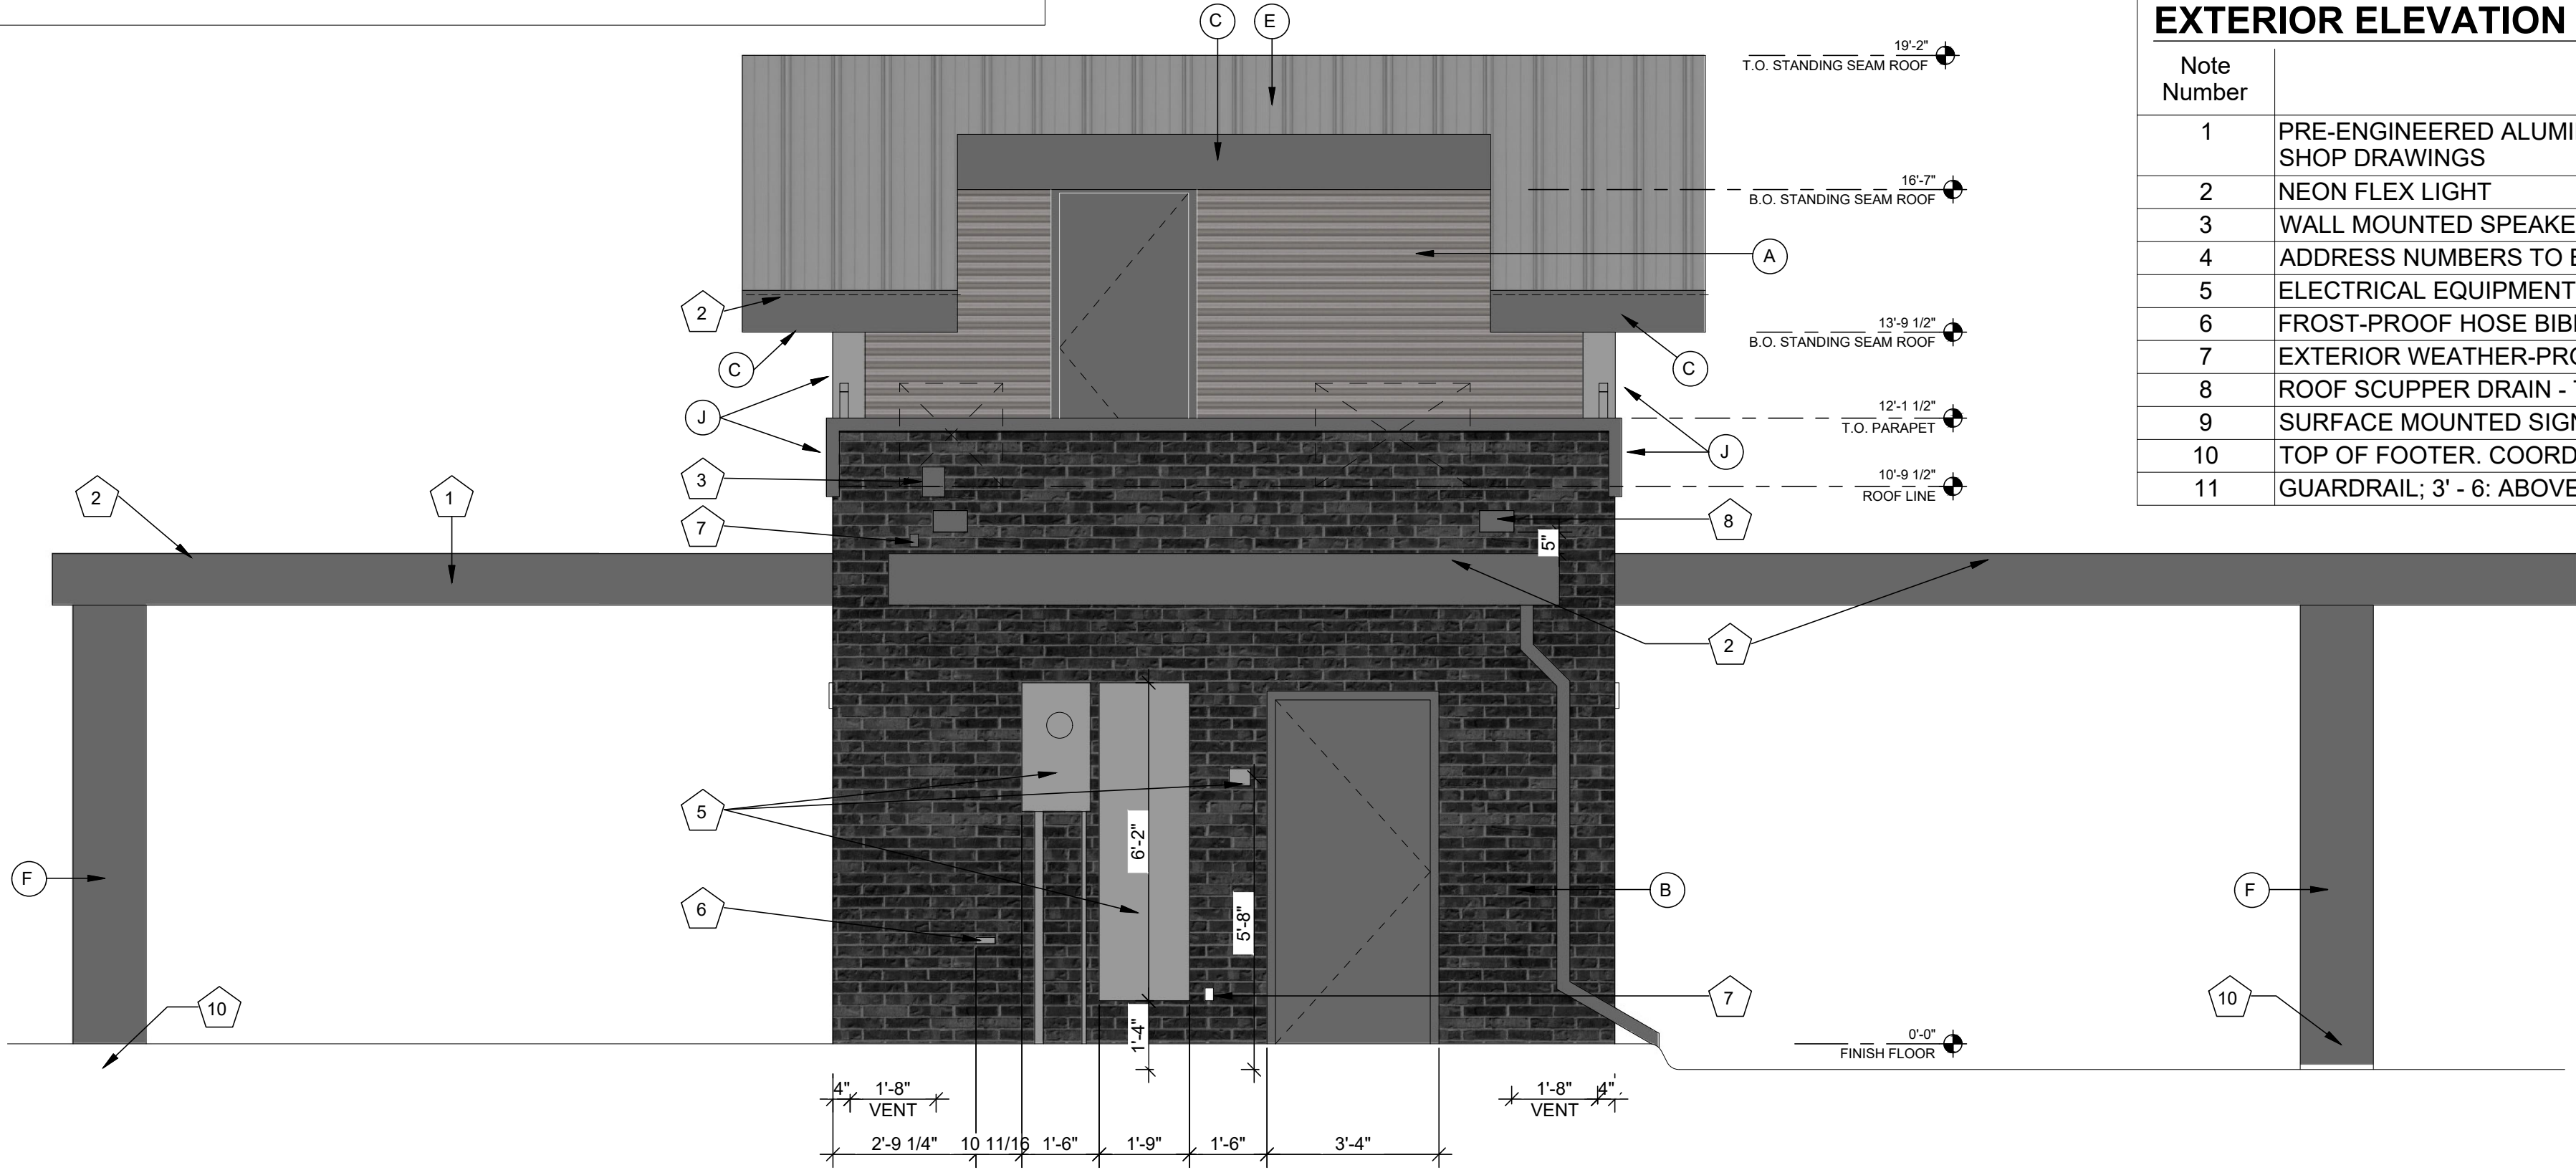 C
E
EXTERIOR ELEVATION
19'-2"
T.O. STANDING SEAM ROOF
Note
Number
1
PRE-ENGINEERED ALUMI
SHOP DRAWINGS
2
NEON FLEX LIGHT
3
WALL MOUNTED SPEAKE
4
ADDRESS NUMBERS TO
5
ELECTRICAL EQUIPMENT
6
FROST-PROOF HOSE BIB
7
EXTERIOR WEATHER-PRO
8
ROOF SCUPPER DRAIN -
9
SURFACE MOUNTED SIGN
10
TOP OF FOOTER. COORD
11
GUARDRAIL; 3' - 6: ABOVE
16'-7"
B.O. STANDING SEAM ROOF
A
2
13'-9 1/2"
B.O. STANDING SEAM ROOF
C
C
J
12'-1 1/2"
T.O. PARAPET
J
3
10'-9 1/2"
ROOF LINE
2
1
7
8
5"
2
5
6'-2"
5'-8"
F
6
B
F
10
7
10
1'-4"
0'-0"
FINISH FLOOR
4"
1'-8"
VENT
1'-8"
VENT
4"
2'-9 1/4"
10 11/16
1'-6"
1'-9"
1'-6"
3'-4"